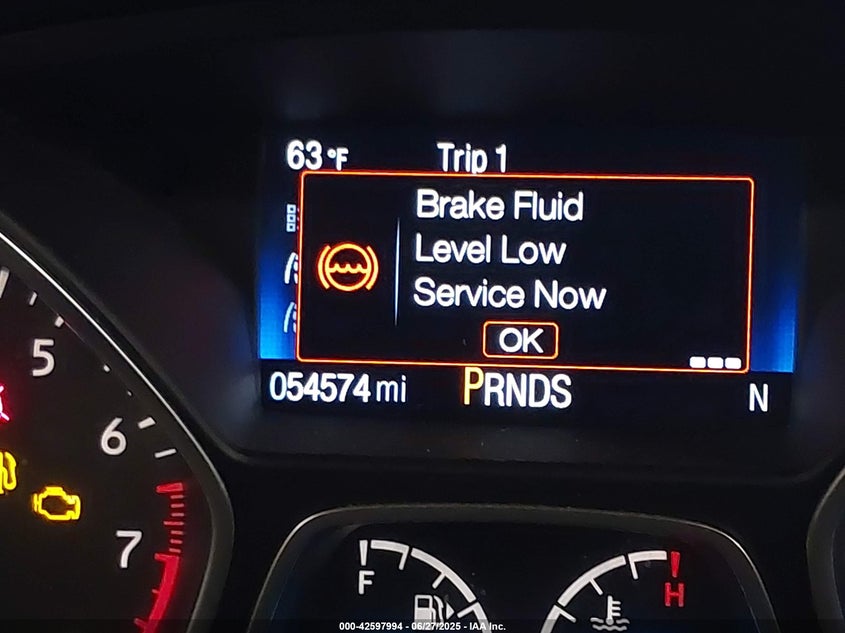 63°F Trip 1
Brake Fluid
Level Low
Service Now
OK
054574 mi PRNDS N
5
6
7
F
H
000-42597994 - 06/27/2025 - IAA Inc.